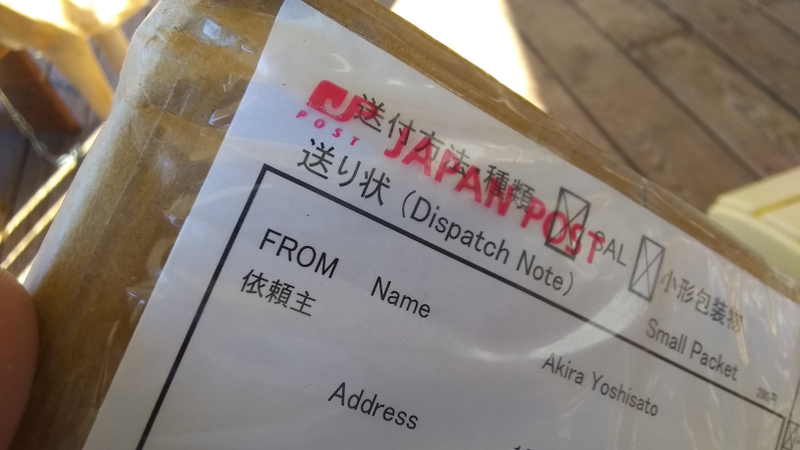 送付方法・種類 SAL 小形包装物
POST JAPAN POST
送り状 (Dispatch Note) Small Packet
FROM Name Akira Yoshisato
依頼主
Address